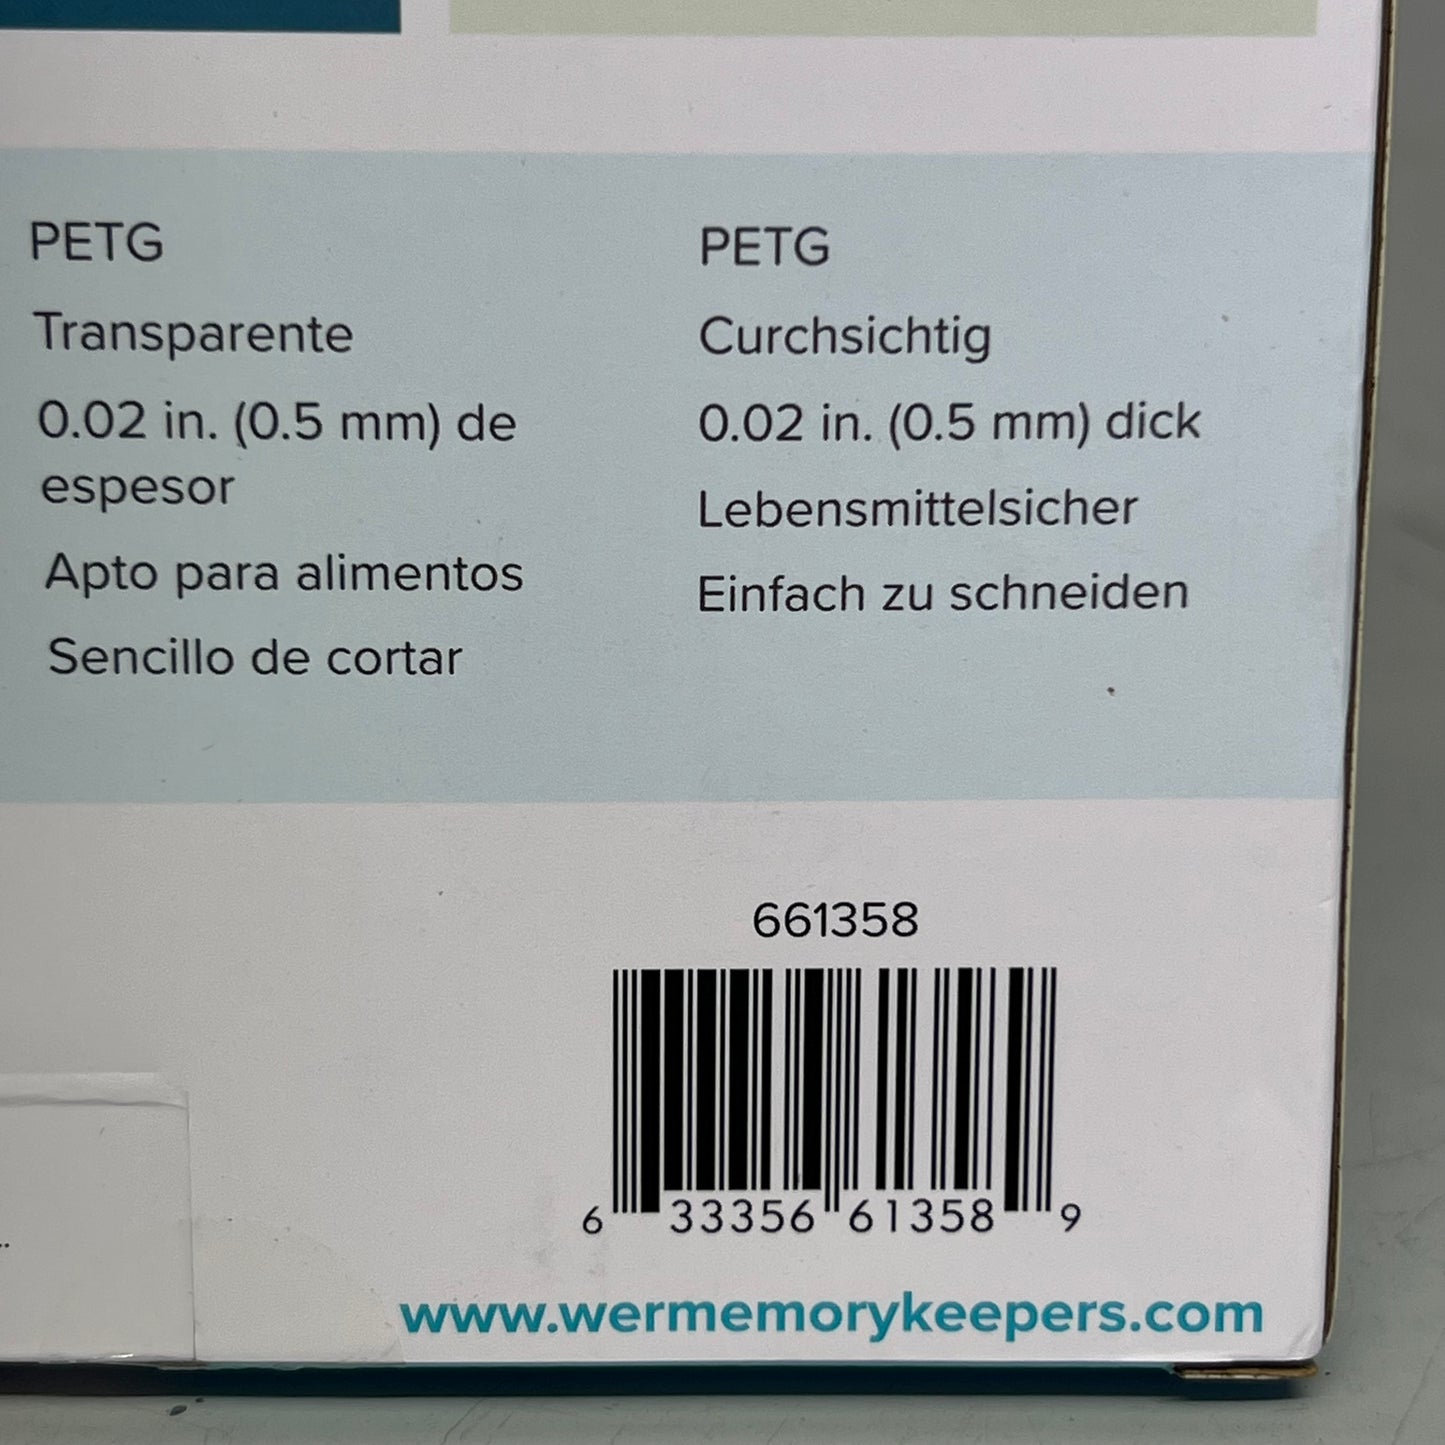 PETG
Transparente
0.02 in. (0.5 mm) de
espesor
Apto para alimentos
Sencillo de cortar
PETG
Curchsichtig
0.02 in. (0.5 mm) dick
Lebensmittelsicher
Einfach zu schneiden
661358
6 33356 61358 9
www.wermemorykeepers.com